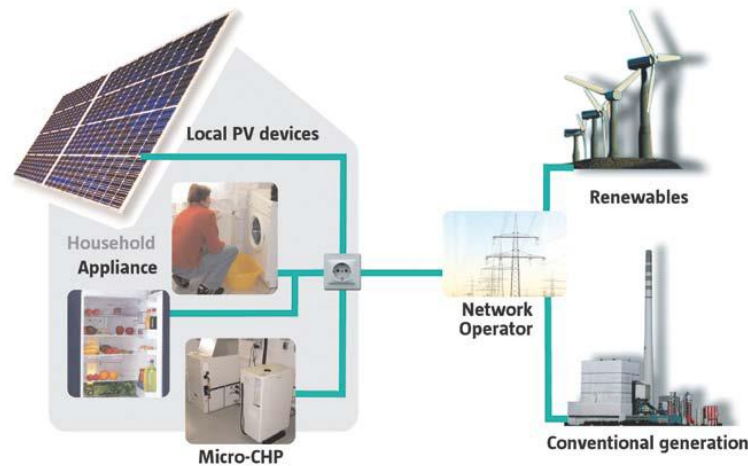 Local PV devices
Household
Appliance
Micro-CHP
Network
Operator
Renewables
Conventional generation